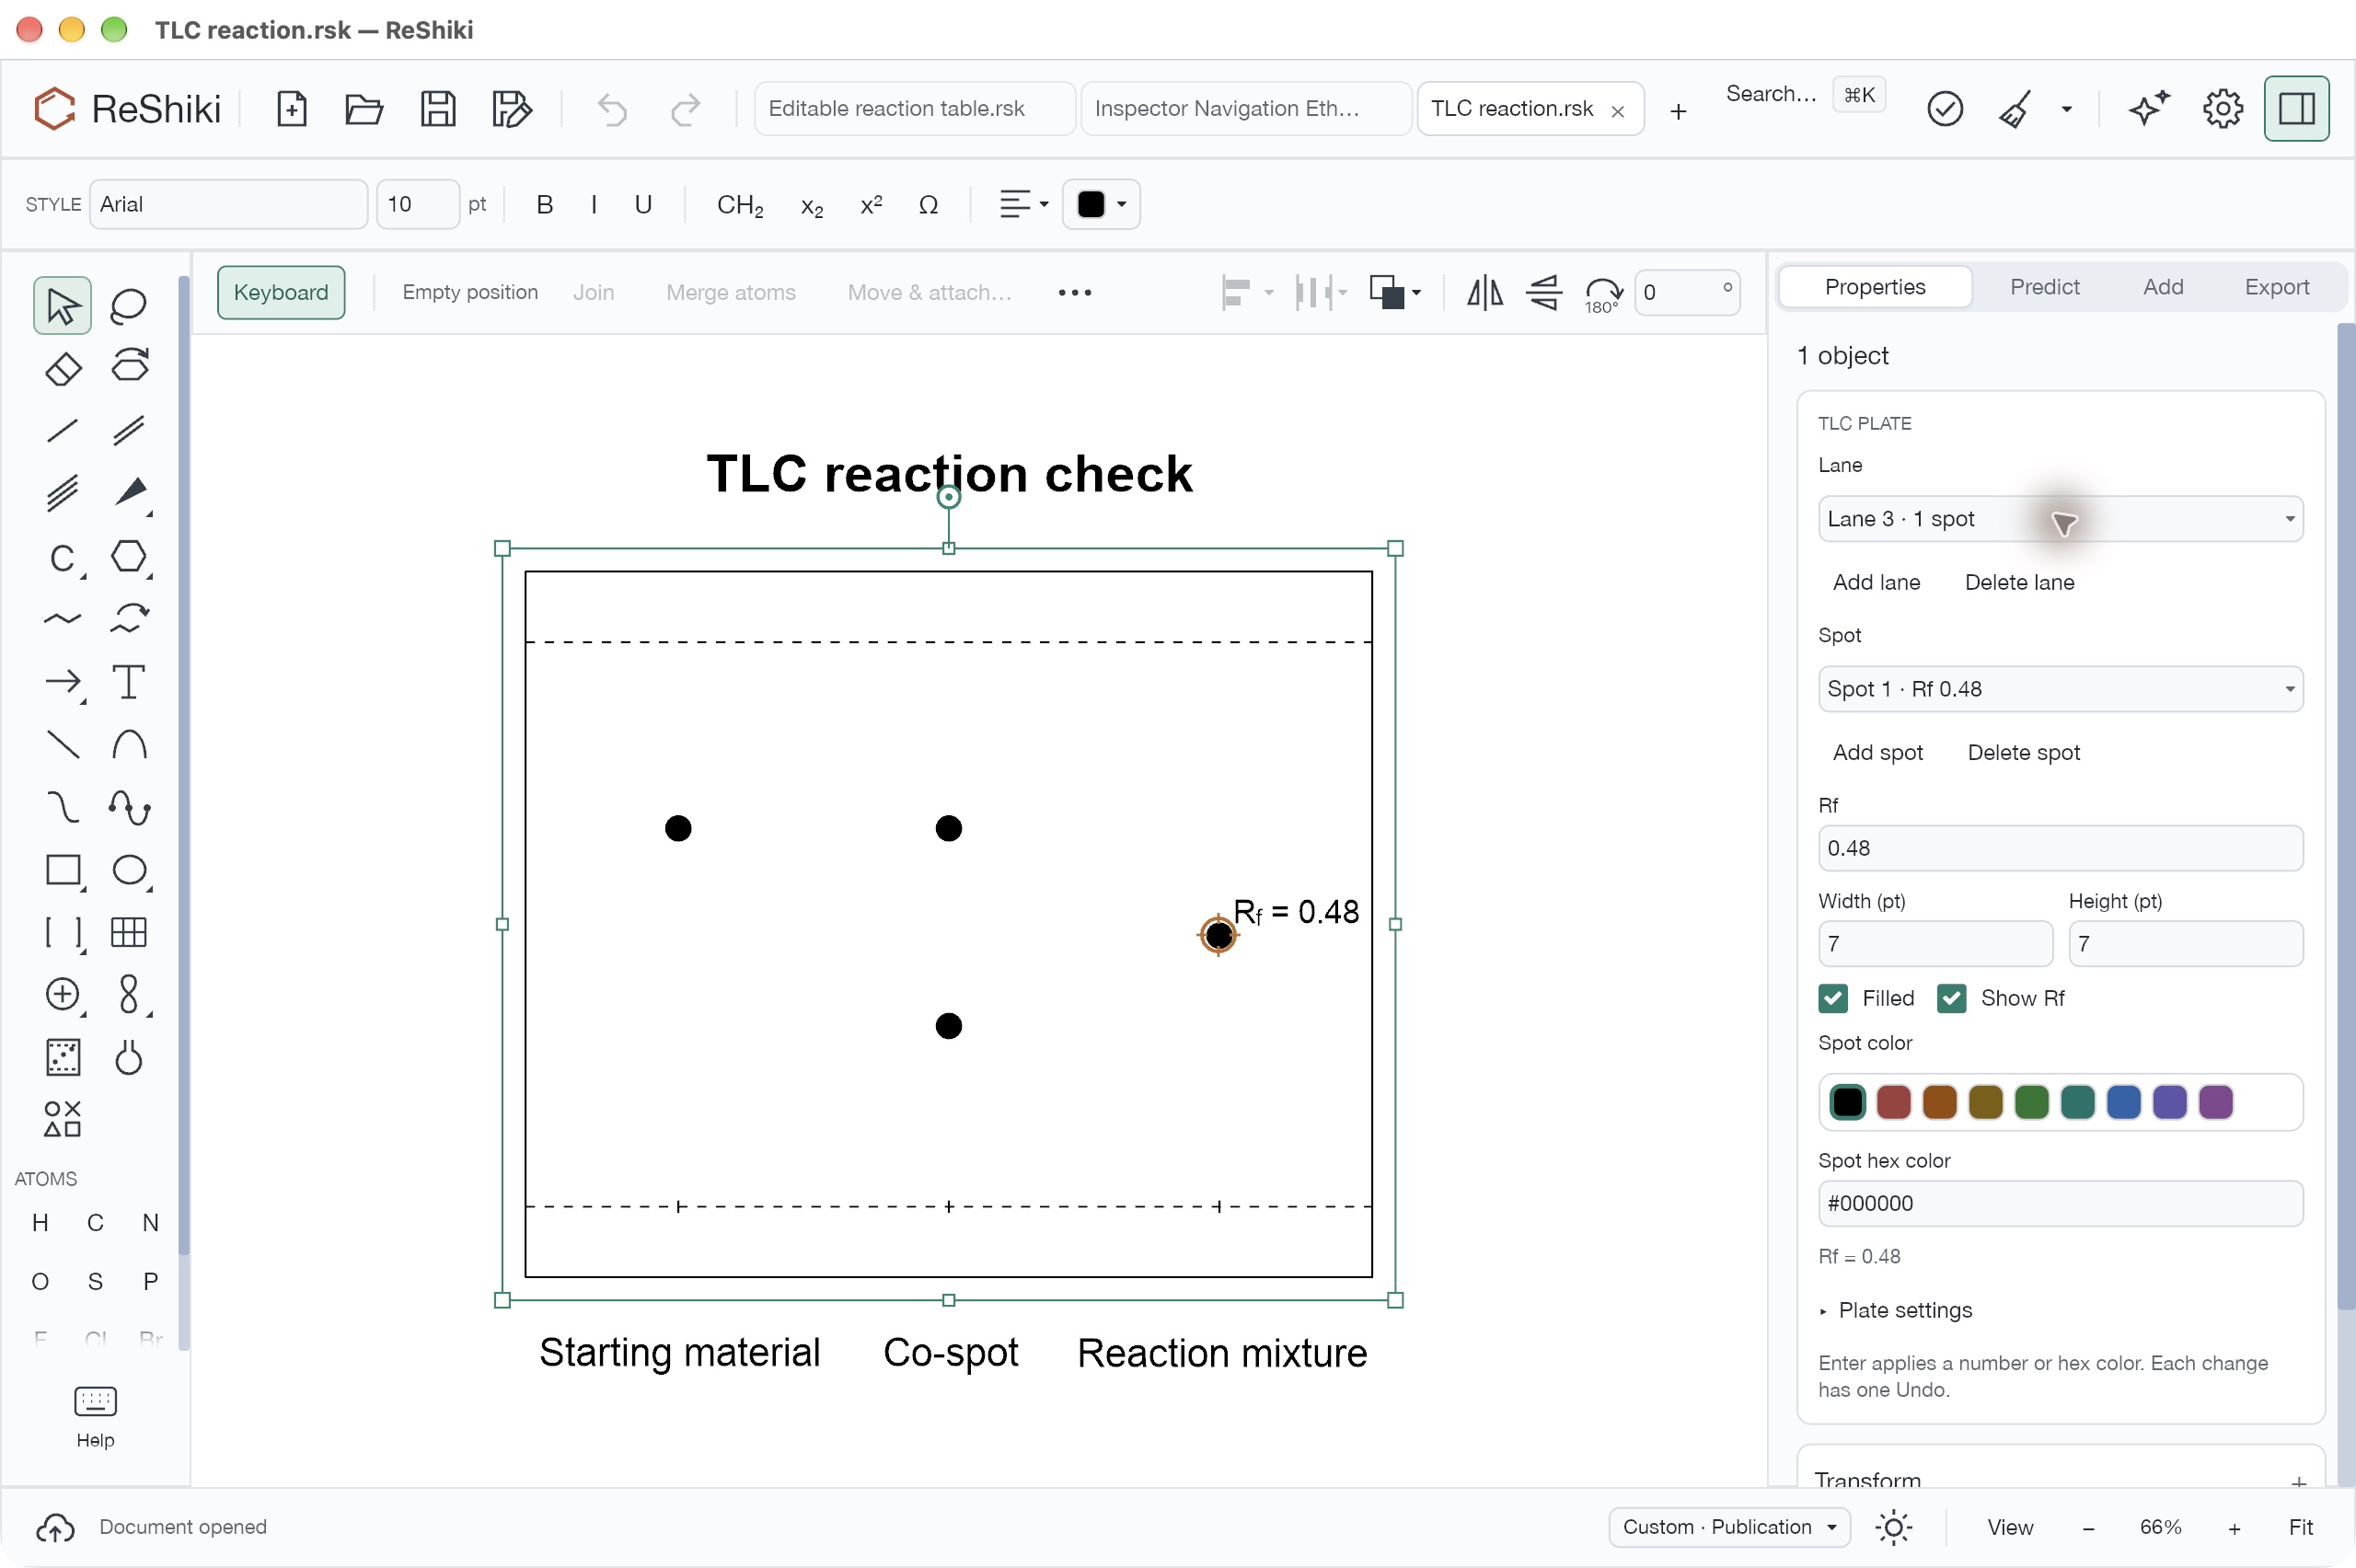 TLC reaction.rsk — ReShiki
ReShiki
Editable reaction table.rsk
Inspector Navigation Eth...
TLC reaction.rsk ×
+
Search...
⌘K
STYLE
Arial
10
pt
B I U
CH₂ x₂ x² Ω
Keyboard
Empty position
Join
Merge atoms
Move & attach...
180°
0 °
Properties
Predict
Add
Export
C
T
ATOMS
H C N
O S P
F Cl Br
Help
TLC reaction check
Rf = 0.48
Starting material
Co-spot
Reaction mixture
1 object
TLC PLATE
Lane
Lane 3 · 1 spot
Add lane
Delete lane
Spot
Spot 1 · Rf 0.48
Add spot
Delete spot
Rf
0.48
Width (pt)
Height (pt)
7
7
Filled
Show Rf
Spot color
Spot hex color
#000000
Rf = 0.48
Plate settings
Enter applies a number or hex color. Each change
has one Undo.
Transform +
Document opened
Custom · Publication
View
–
66%
+
Fit